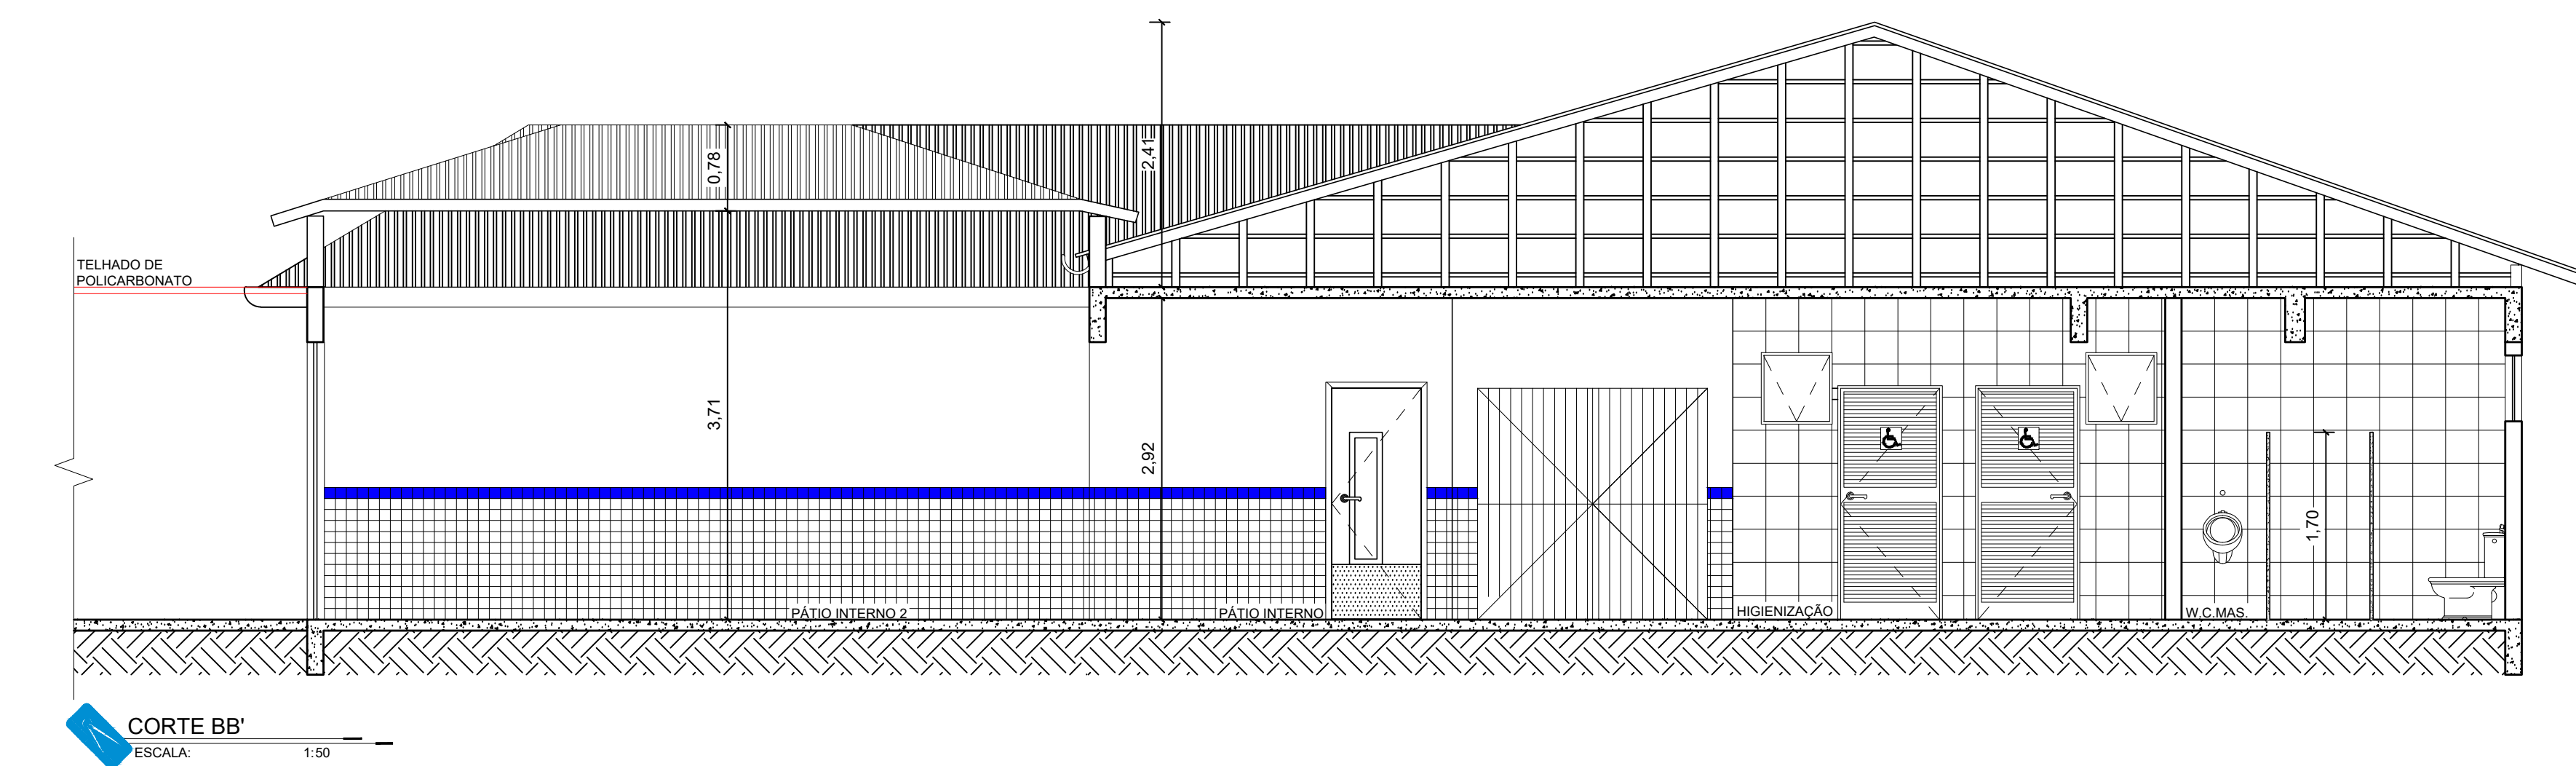 2,41
0,78
TELHADO DE
POLICARBONATO
3,71
2,92
1,70
PÁTIO INTERNO 2
PÁTIO INTERNO
HIGIENIZAÇÃO
W.C.MAS.
CORTE BB'
ESCALA: 1:50